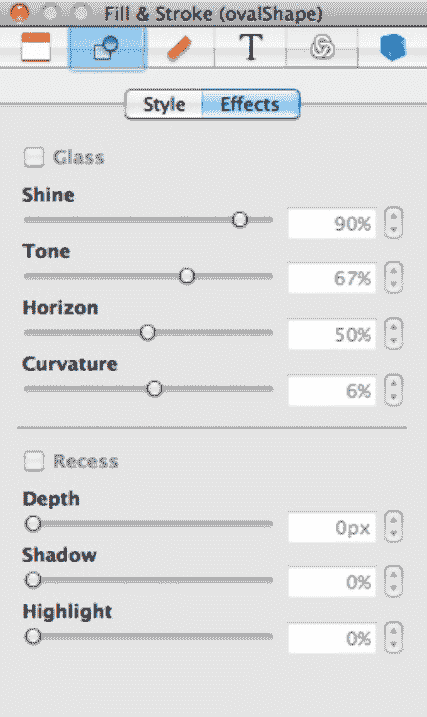 Fill & Stroke (ovalShape)
T
Style Effects
Glass
Shine
90%
Tone
67%
Horizon
50%
Curvature
6%
Recess
Depth
0px
Shadow
0%
Highlight
0%